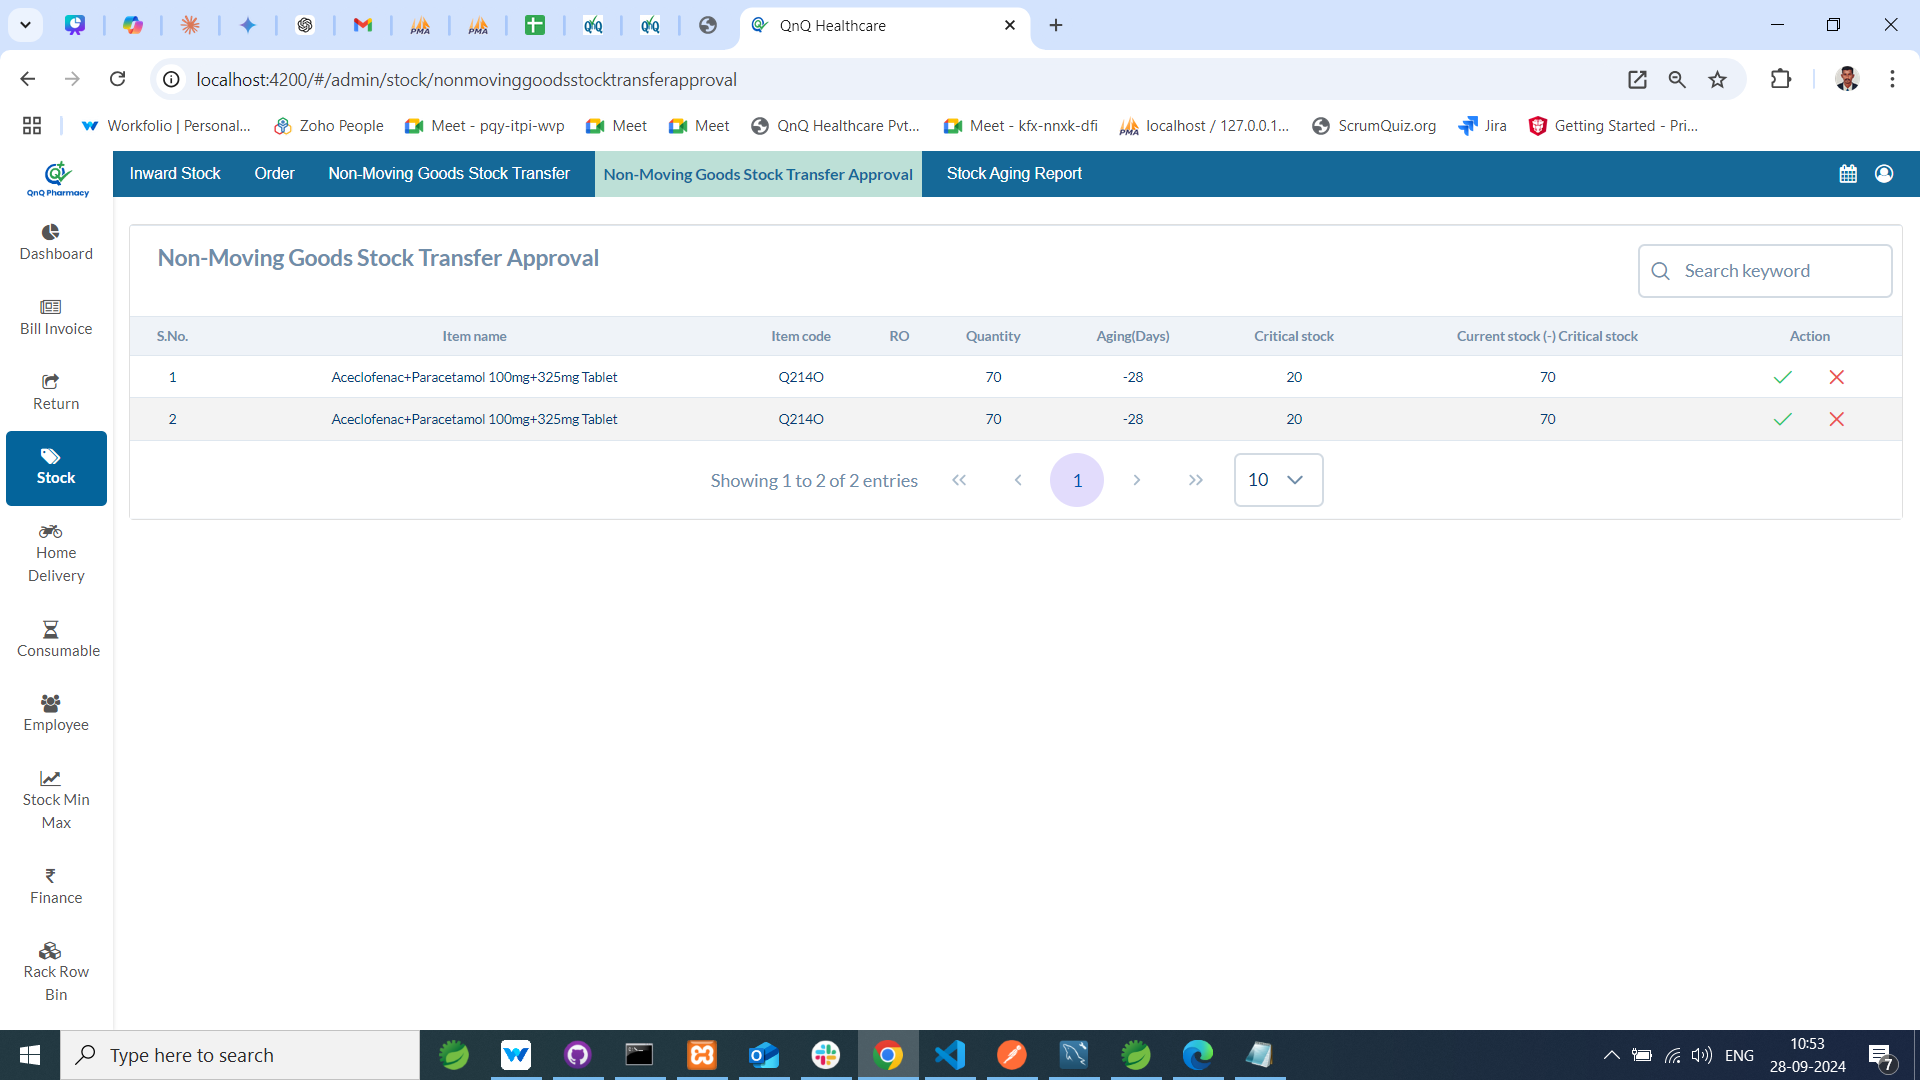 QnQ Healthcare
localhost:4200/#/admin/stock/nonmovinggoodsstocktransferapproval
Workfolio | Personal... Zoho People Meet - pqy-itpi-wvp Meet Meet QnQ Healthcare Pvt... Meet - kfx-nnxk-dfi localhost / 127.0.0.1... ScrumQuiz.org Jira Getting Started - Pri...
QnQ Pharmacy
Inward Stock Order Non-Moving Goods Stock Transfer Non-Moving Goods Stock Transfer Approval Stock Aging Report
Dashboard
Bill Invoice
Return
Stock
Home
Delivery
Consumable
Employee
Stock Min
Max
Finance
Rack Row
Bin
Non-Moving Goods Stock Transfer Approval
Search keyword
S.No. Item name Item code RO Quantity Aging(Days) Critical stock Current stock (-) Critical stock Action
1 Aceclofenac+Paracetamol 100mg+325mg Tablet Q214O 70 -28 20 70
2 Aceclofenac+Paracetamol 100mg+325mg Tablet Q214O 70 -28 20 70
Showing 1 to 2 of 2 entries 1 10
Type here to search
ENG
10:53
28-09-2024
7
PMA
PMA
QnQ
QnQ
PMA